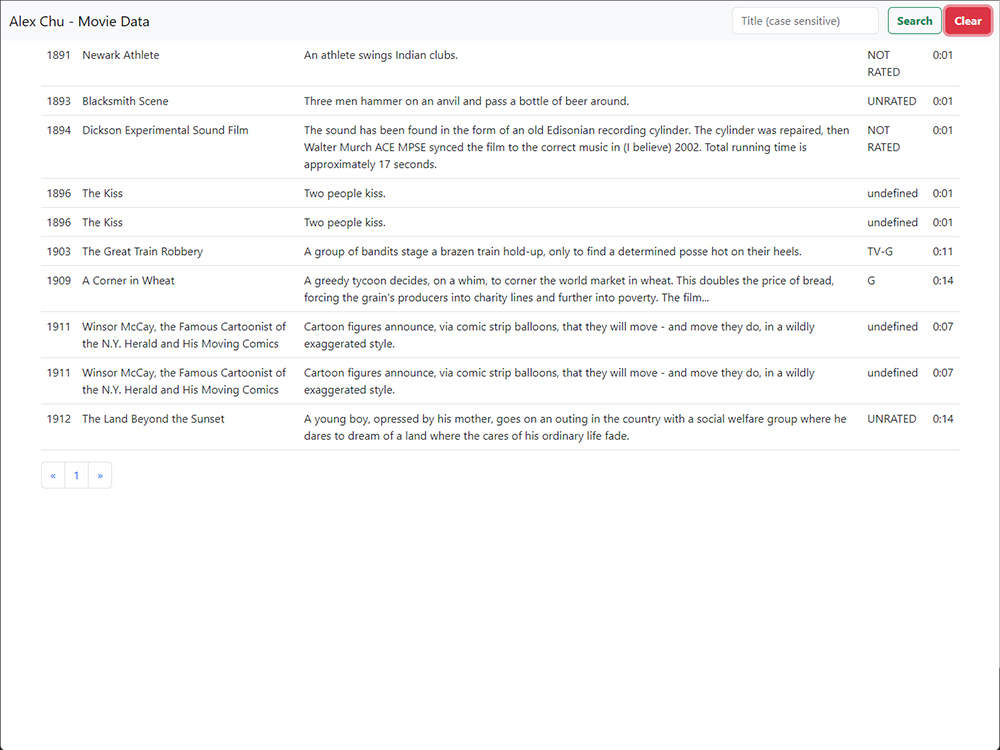 Alex Chu - Movie Data
Title (case sensitive)
Search
Clear
1891 Newark Athlete An athlete swings Indian clubs. NOT RATED 0:01
1893 Blacksmith Scene Three men hammer on an anvil and pass a bottle of beer around. UNRATED 0:01
1894 Dickson Experimental Sound Film The sound has been found in the form of an old Edisonian recording cylinder. The cylinder was repaired, then
Walter Murch ACE MPSE synced the film to the correct music in (I believe) 2002. Total running time is
approximately 17 seconds. NOT RATED 0:01
1896 The Kiss Two people kiss. undefined 0:01
1896 The Kiss Two people kiss. undefined 0:01
1903 The Great Train Robbery A group of bandits stage a brazen train hold-up, only to find a determined posse hot on their heels. TV-G 0:11
1909 A Corner in Wheat A greedy tycoon decides, on a whim, to corner the world market in wheat. This doubles the price of bread,
forcing the grain's producers into charity lines and further into poverty. The film... G 0:14
1911 Winsor McCay, the Famous Cartoonist of
the N.Y. Herald and His Moving Comics Cartoon figures announce, via comic strip balloons, that they will move - and move they do, in a wildly
exaggerated style. undefined 0:07
1911 Winsor McCay, the Famous Cartoonist of
the N.Y. Herald and His Moving Comics Cartoon figures announce, via comic strip balloons, that they will move - and move they do, in a wildly
exaggerated style. undefined 0:07
1912 The Land Beyond the Sunset A young boy, opressed by his mother, goes on an outing in the country with a social welfare group where he
dares to dream of a land where the cares of his ordinary life fade. UNRATED 0:14
« 1 »